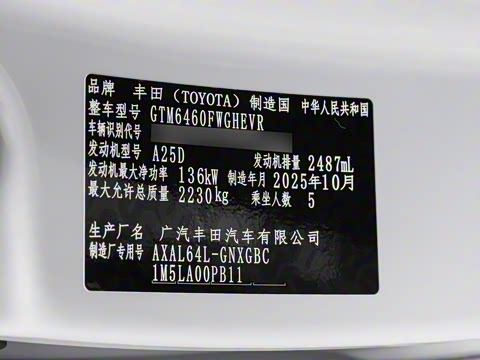 品牌 丰田（TOYOTA） 制造国 中华人民共和国
整车型号 GTM6460FWGHEVR
车辆识别代号
发动机型号 A25D 发动机排量 2487mL
发动机最大净功率 136kW 制造年月 2025年10月
最大允许总质量 2230kg 乘坐人数 5
生产厂名 广汽丰田汽车有限公司
制造厂专用号 AXAL64L-GNXGBC
1M5LA00PB11